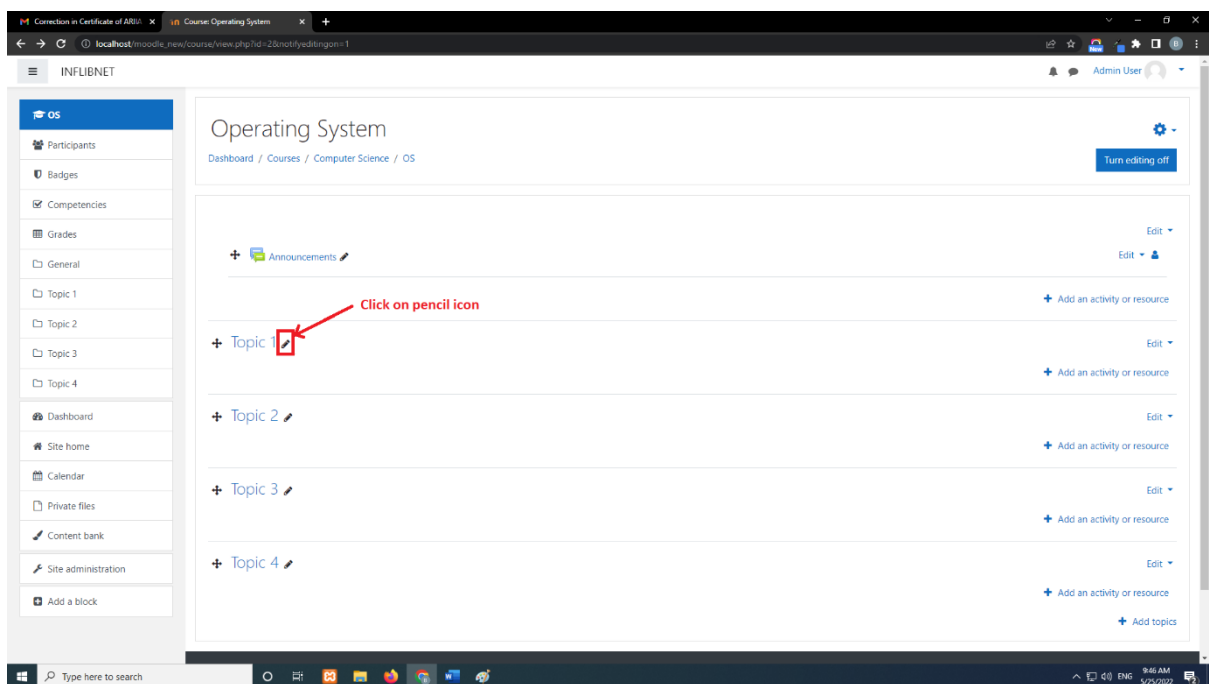 Correction in Certificate of ARIIA
Course: Operating System
localhost/moodle_new/course/view.php?id=2&notifyeditingon=1
New
INFLIBNET
Admin User
OS
Participants
Badges
Competencies
Grades
General
Topic 1
Topic 2
Topic 3
Topic 4
Dashboard
Site home
Calendar
Private files
Content bank
Site administration
Add a block
Operating System
Dashboard / Courses / Computer Science / OS
Turn editing off
Edit
Announcements
Edit
Add an activity or resource
Click on pencil icon
Topic 1
Edit
Add an activity or resource
Topic 2
Edit
Add an activity or resource
Topic 3
Edit
Add an activity or resource
Topic 4
Edit
Add an activity or resource
Add topics
Type here to search
ENG
9:46 AM
5/25/2022